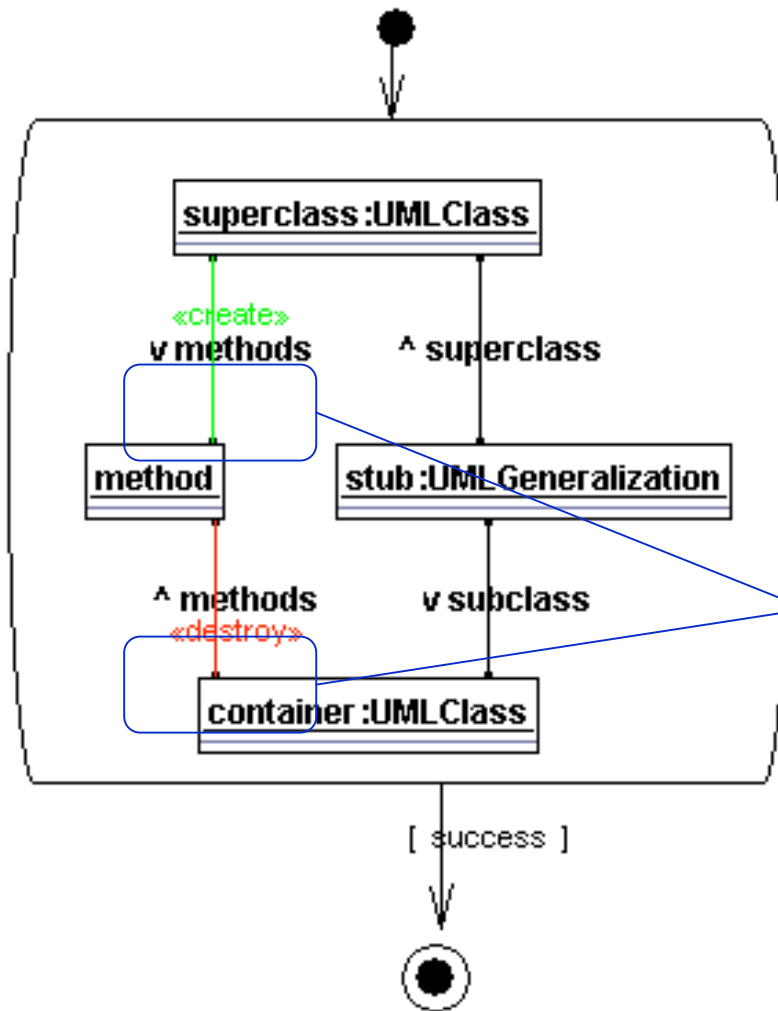 superclass :UMLClass
«create»
v methods
^ superclass
method
stub :UMLGeneralization
^ methods
«destroy»
v subclass
container :UMLClass
[ success ]